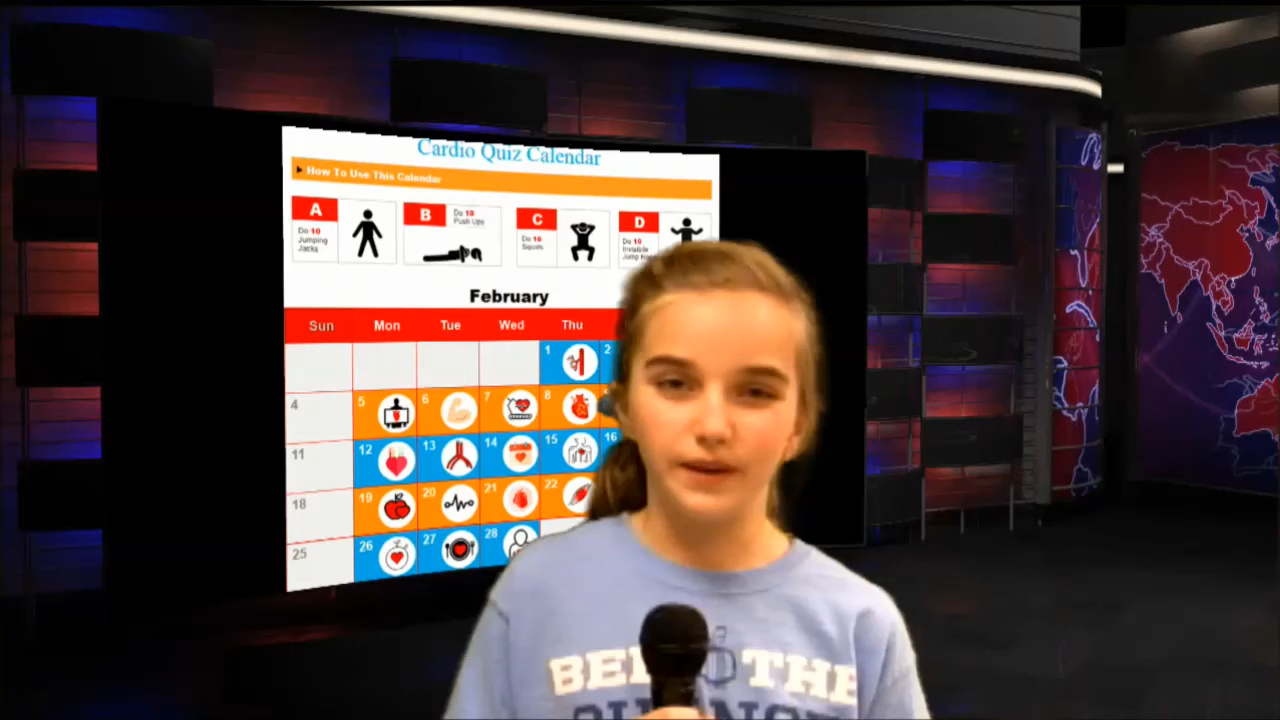 Cardio Quiz Calendar
How To Use This Calendar
A
Do 10
Jumping
Jacks
B
Do 10
Push Ups
C
Do 10
Squats
D
Do 10
Invisible
Jump
February
Sun Mon Tue Wed Thu
1 2
4 5 6 7 8
11 12 13 14 15 16
18 19 20 21 22
25 26 27 28
THE